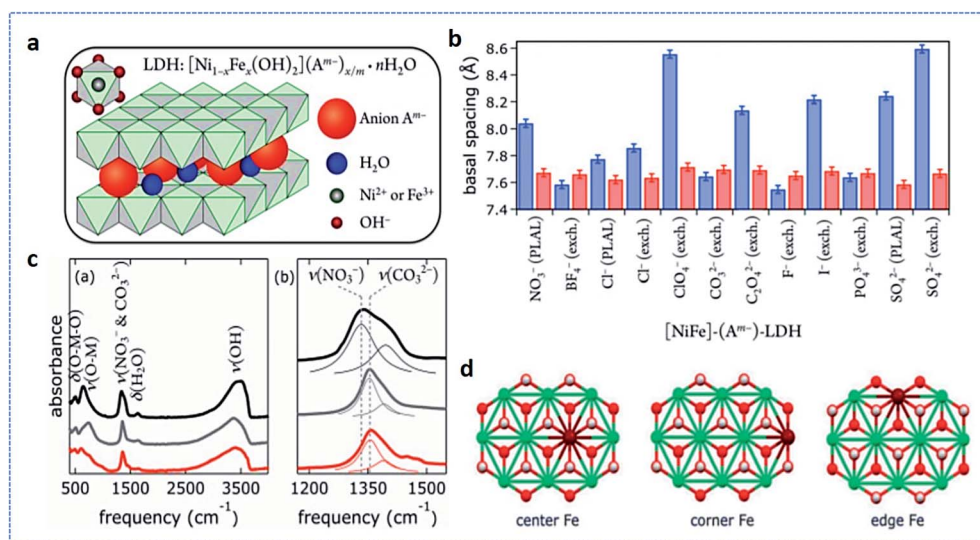 a
LDH: [Ni₁₋ₓFeₓ(OH)₂](Aᵐ⁻)ₓ/ₘ · nH₂O
Anion Aᵐ⁻
H₂O
Ni²⁺ or Fe³⁺
OH⁻
b
basal spacing (Å)
8.6
8.4
8.2
8.0
7.8
7.6
7.4
NO₃⁻ (PLAL)
BF₄⁻ (exch.)
Cl⁻ (PLAL)
Cl⁻ (exch.)
ClO₄⁻ (exch.)
CO₃²⁻ (exch.)
C₂O₄²⁻ (exch.)
F⁻ (exch.)
I⁻ (exch.)
PO₄³⁻ (exch.)
SO₄²⁻ (PLAL)
SO₄²⁻ (exch.)
[NiFe]-(Aᵐ⁻)-LDH
c
(a)
absorbance
δ(O-M-O)
ν(O-M)
ν(NO₃⁻ & CO₃²⁻)
δ(H₂O)
ν(OH)
500 1500 2500 3500
frequency (cm⁻¹)
(b)
ν(NO₃⁻) ν(CO₃²⁻)
1200 1350 1500
frequency (cm⁻¹)
d
center Fe
corner Fe
edge Fe